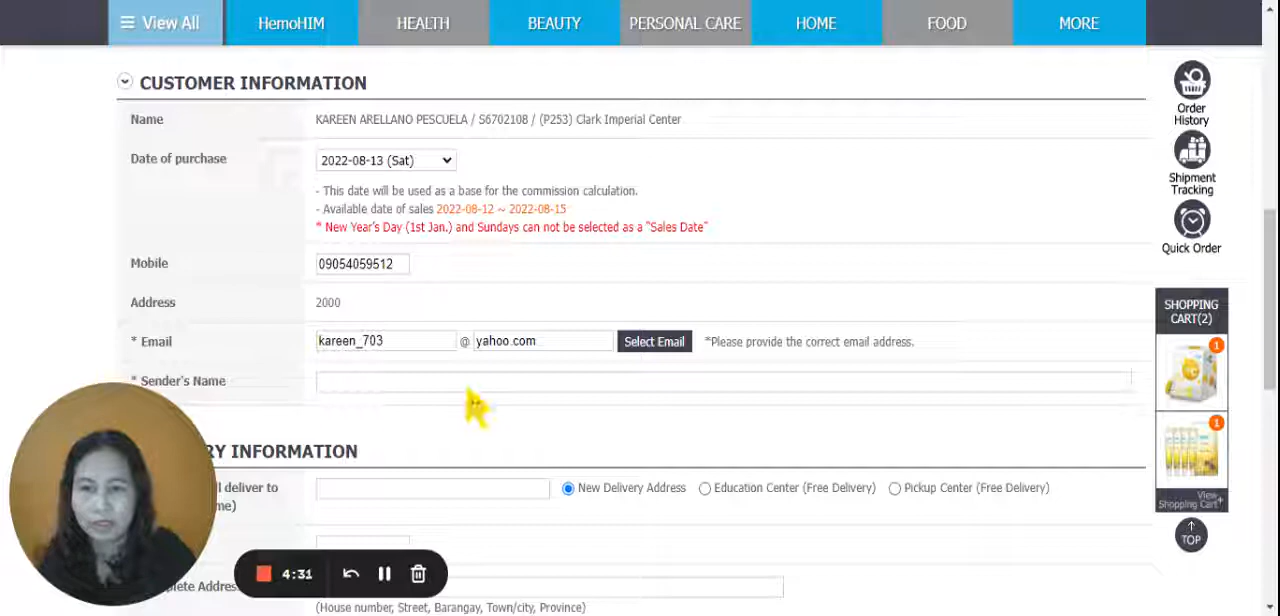 ☰ View All HemoHIM HEALTH BEAUTY PERSONAL CARE HOME FOOD MORE
CUSTOMER INFORMATION
Name KAREEN ARELLANO PESCUELA / S6702108 / (P253) Clark Imperial Center
Date of purchase 2022-08-13 (Sat)
- This date will be used as a base for the commission calculation.
- Available date of sales 2022-08-12 ~ 2022-08-15
* New Year's Day (1st Jan.) and Sundays can not be selected as a "Sales Date"
Mobile 09054059512
Address 2000
* Email kareen_703 @ yahoo.com Select Email *Please provide the correct email address.
* Sender's Name
RY INFORMATION
deliver to New Delivery Address Education Center (Free Delivery) Pickup Center (Free Delivery)
me)
plete Address
(House number, Street, Barangay, Town/city, Province)
4:31
Order
History
Shipment
Tracking
Quick Order
SHOPPING
CART(2)
1
1
View
Shopping Cart+
↑
TOP